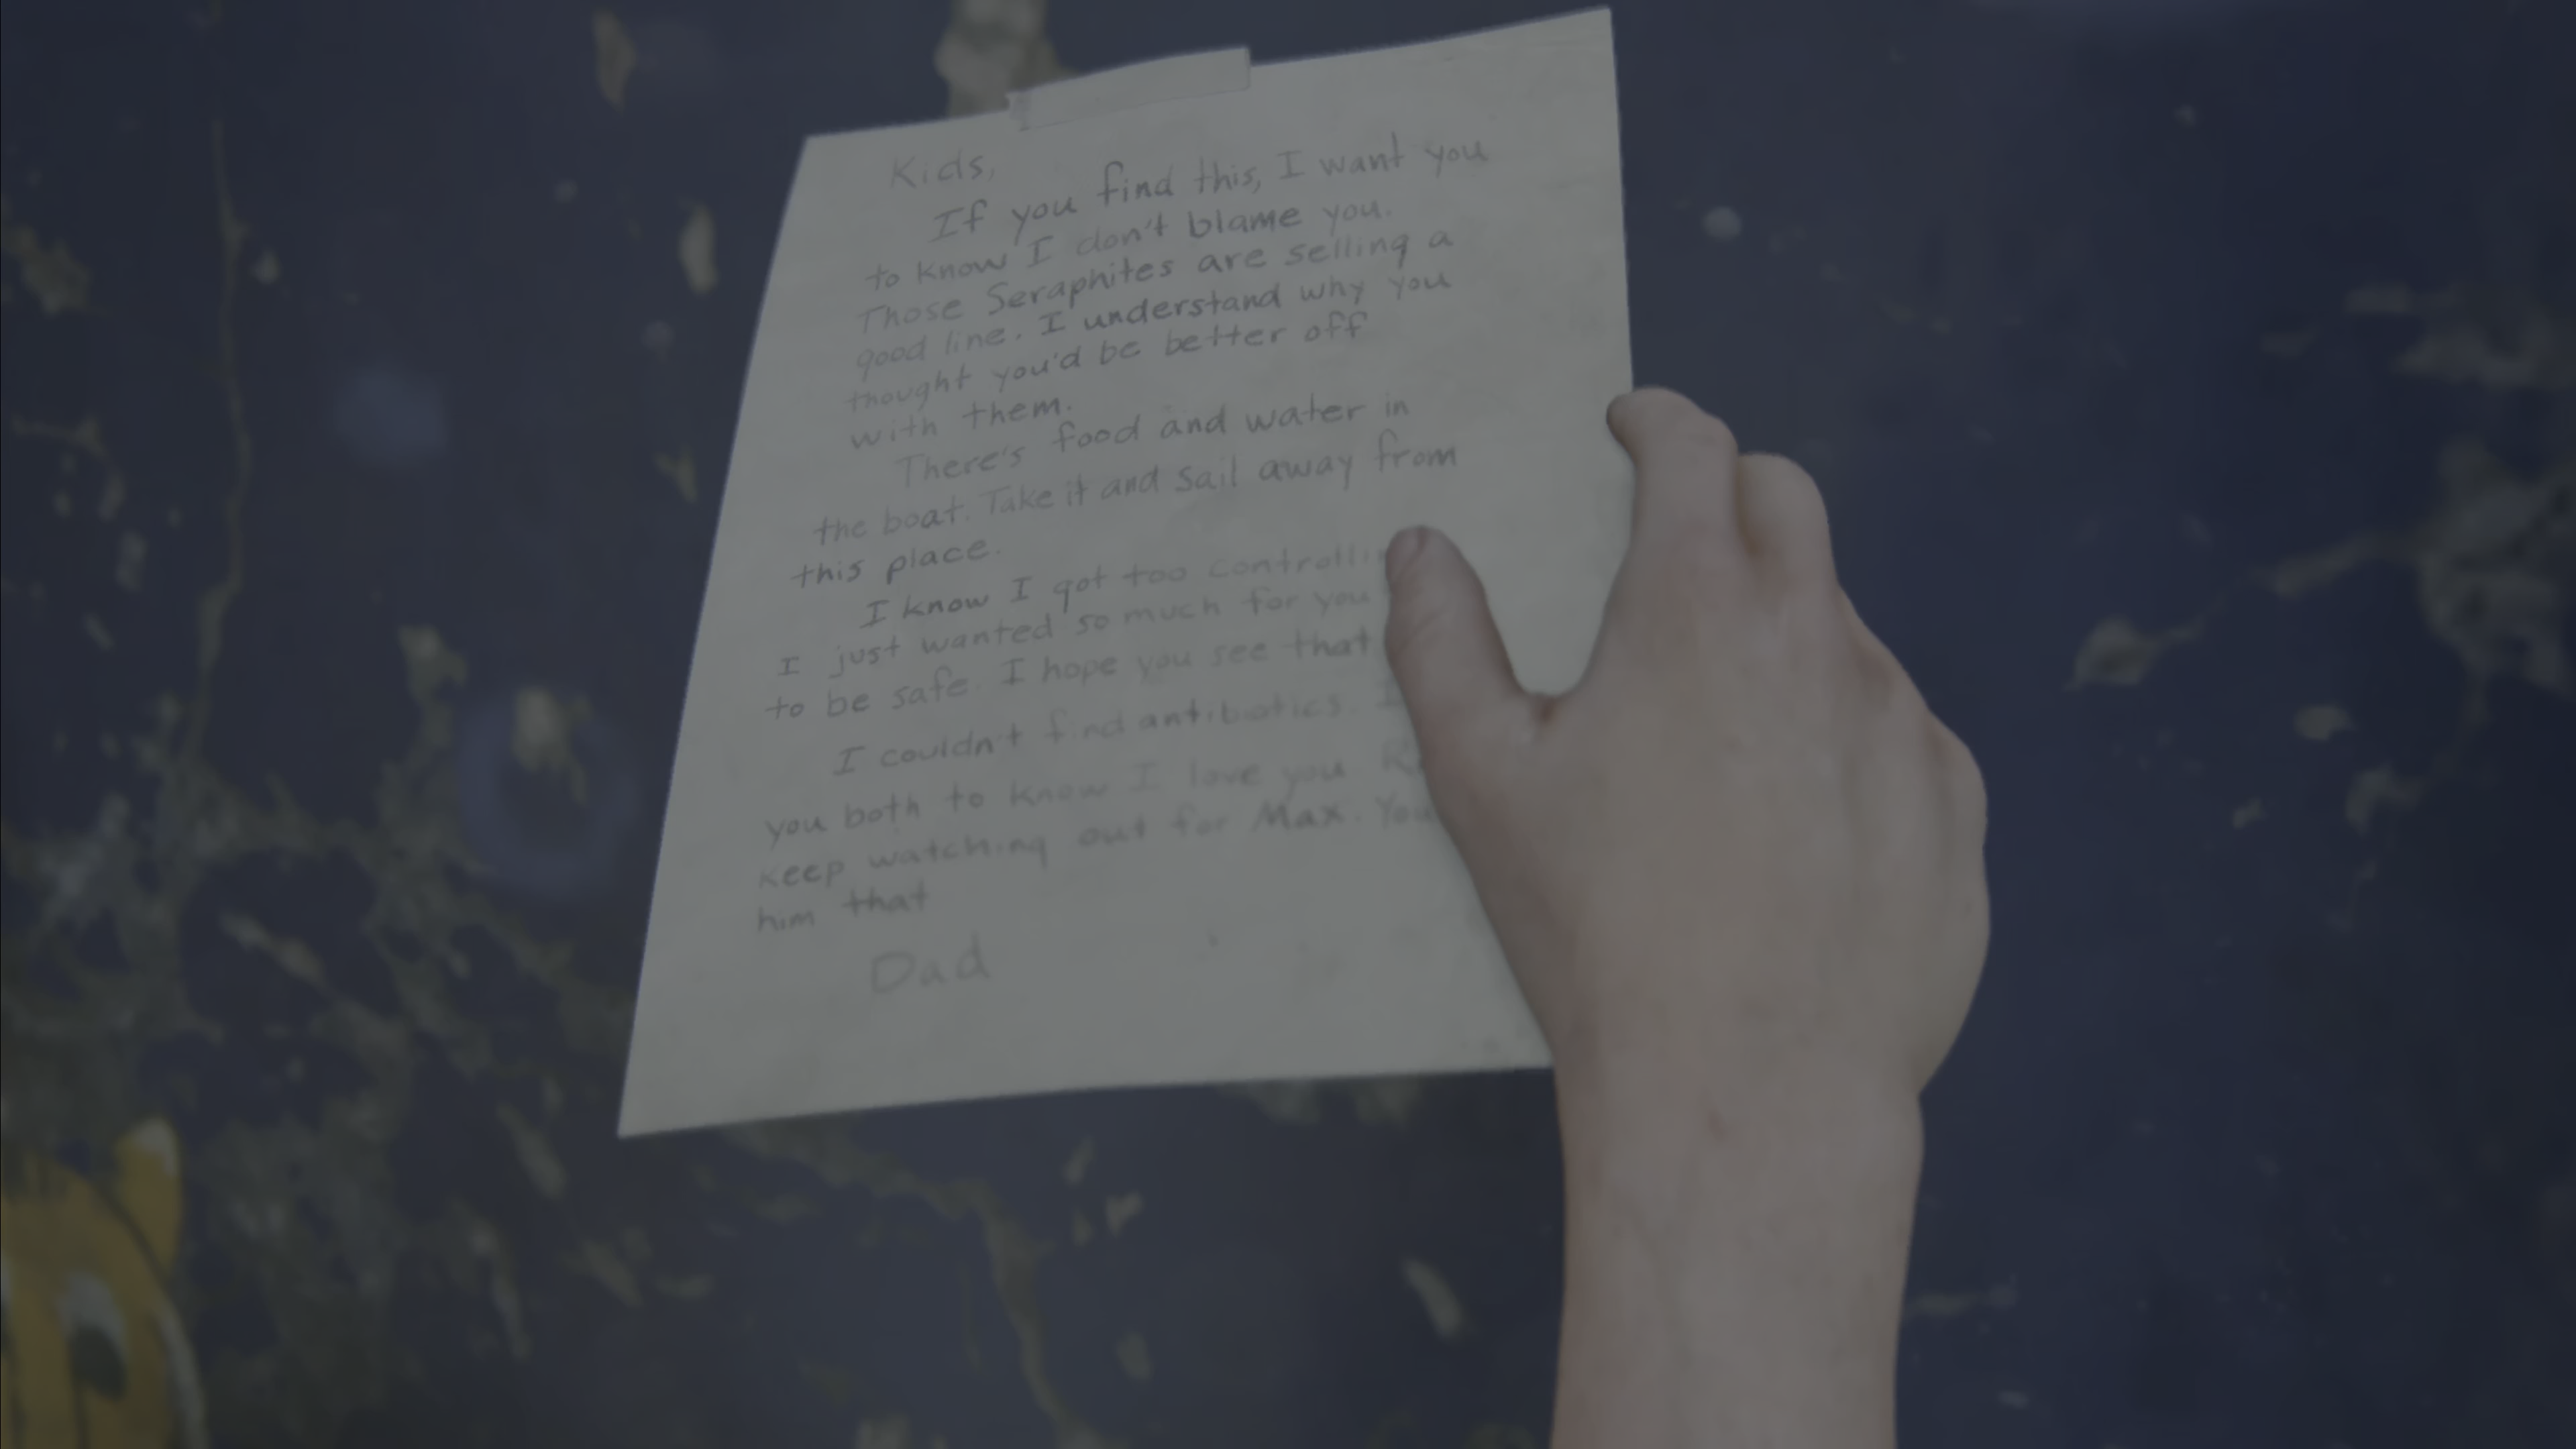 Kids,
If you find this, I want you
to know I don't blame you.
Those Seraphites are selling a
good line. I understand why you
thought you'd be better off
with them.
There's food and water in
the boat. Take it and sail away from
this place.
I know I got too
I just wanted so much for you
to be safe. I hope you see that
I couldn't find antibiotics. I
you both to know I love you
keep watching out for Max. You
him that
Dad